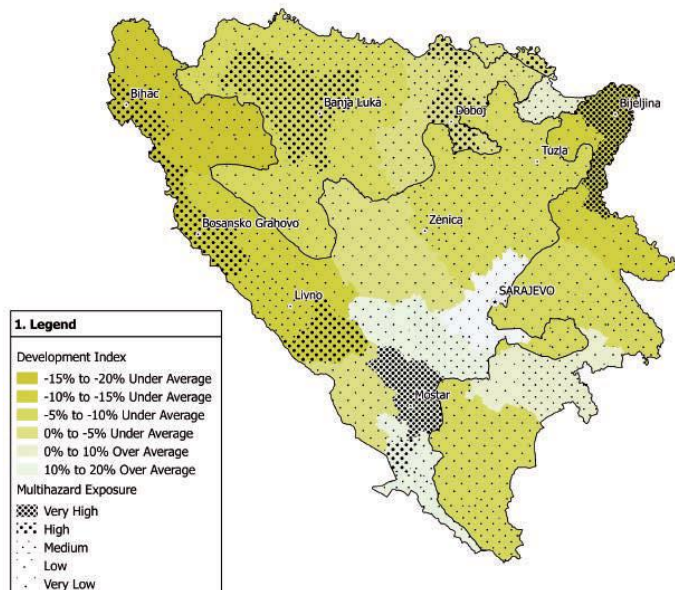 Bihać
Banja Luka
Doboj
Bijeljina
Tuzla
Bosansko Grahovo
Zenica
SARAJEVO
Livno
Mostar
1. Legend
Development Index
-15% to -20% Under Average
-10% to -15% Under Average
-5% to -10% Under Average
0% to -5% Under Average
0% to 10% Over Average
10% to 20% Over Average
Multihazard Exposure
Very High
High
Medium
Low
Very Low